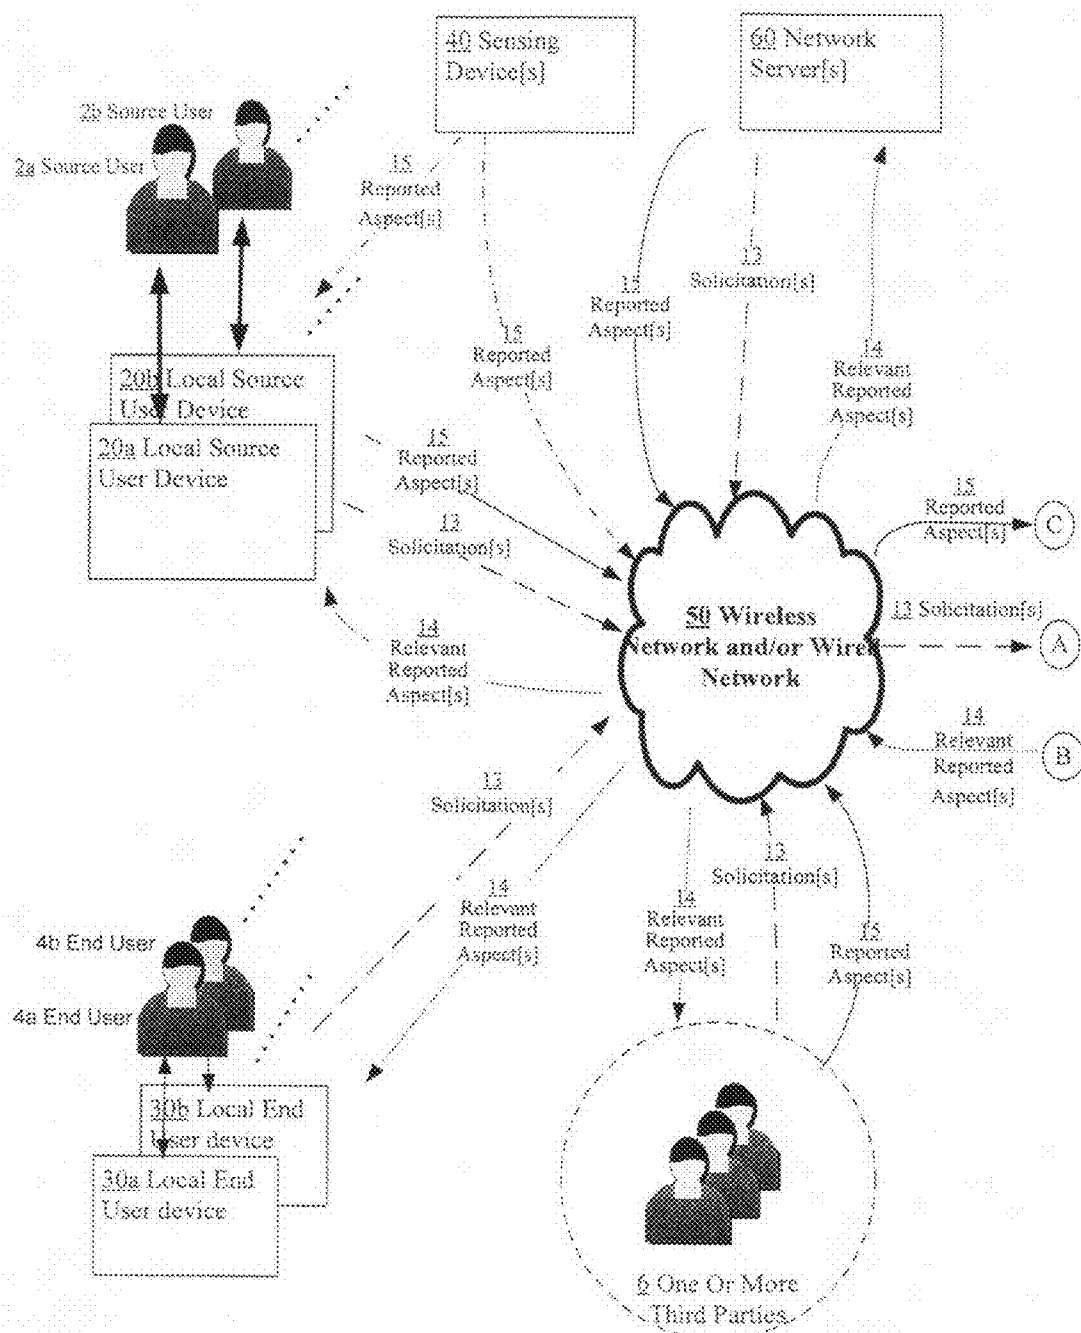 40 Sensing
Device[s]
60 Network
Server[s]
2b Source User
2a Source User
15
Reported
Aspect[s]
15
Reported
Aspect[s]
13
Solicitation[s]
15
Reported
Aspect[s]
14
Relevant
Reported
Aspect[s]
20b Local Source
User Device
20a Local Source
User Device
15
Reported
Aspect[s]
13
Solicitation[s]
14
Relevant
Reported
Aspect[s]
50 Wireless
Network and/or Wired
Network
15
Reported
Aspect[s]
C
13 Solicitation[s]
A
14
Relevant
Reported
Aspect[s]
B
13
Solicitation[s]
14
Relevant
Reported
Aspect[s]
14
Relevant
Reported
Aspect[s]
13
Solicitation[s]
15
Reported
Aspect[s]
4b End User
4a End User
30b Local End
User device
30a Local End
User device
6 One Or More
Third Parties